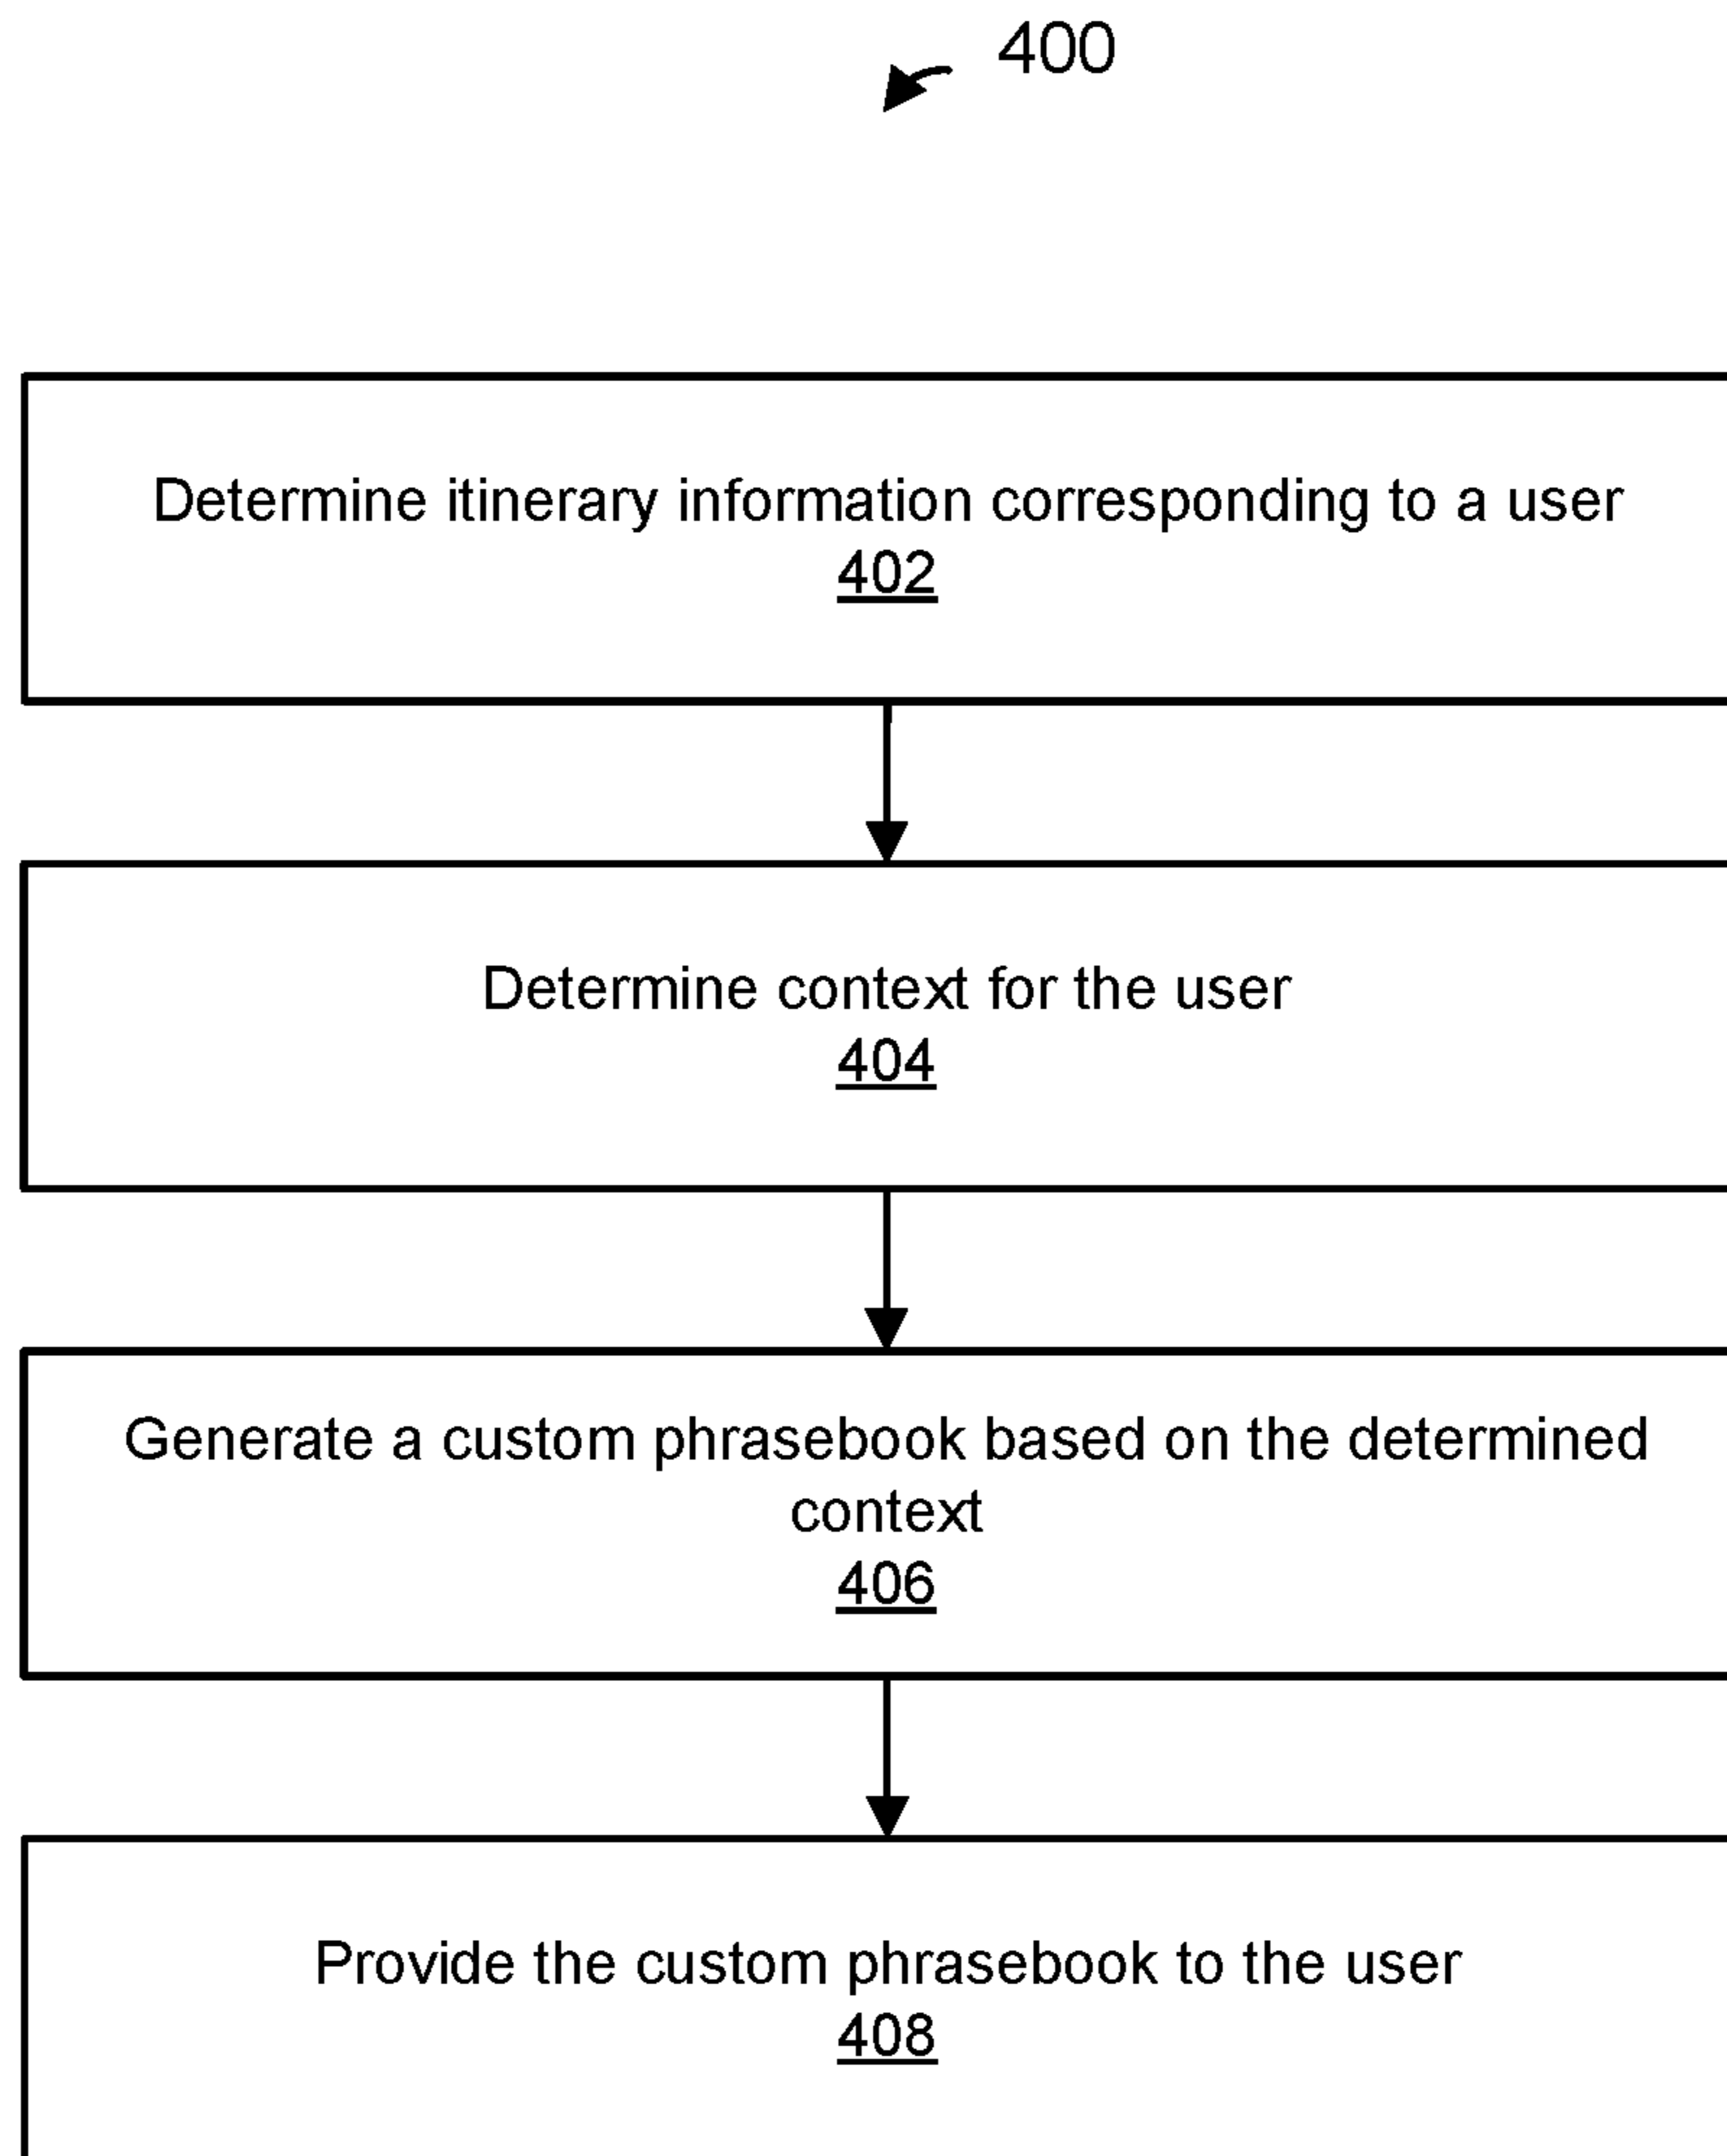 400
Determine itinerary information corresponding to a user
402
Determine context for the user
404
Generate a custom phrasebook based on the determined
context
406
Provide the custom phrasebook to the user
408